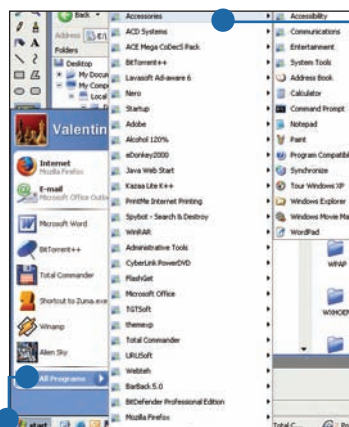 Back
Address E:\
Folders
Desktop
My Docu
My Comp
Local
Valentin
Internet
Mozilla Firefox
E-mail
Microsoft Office Outlo
Microsoft Word
BitTorrent++
Total Commander
Shortcut to Zuma.exe
Winamp
Alien Sky
All Programs
start
Accessories
ACD Systems
ACE Mega CoDecS Pack
BitTorrent++
Lavasoft Ad-aware 6
Nero
Startup
Adobe
Alcohol 120%
eDonkey2000
Java Web Start
Kazaa Lite K++
PrintMe Internet Printing
Spybot - Search & Destroy
WinRAR
Administrative Tools
CyberLink PowerDVD
FlashGet
Microsoft Office
TGTSoft
themexp
Total Commander
URUSoft
Webteh
BarBack 5.0
BitDefender Professional Edition
Mozilla Firefox
Accessibility
Communications
Entertainment
System Tools
Address Book
Calculator
Command Prompt
Notepad
Paint
Program Compatibil
Synchronize
Tour Windows XP
Windows Explorer
Windows Movie Ma
WordPad
WPAP
Total C...